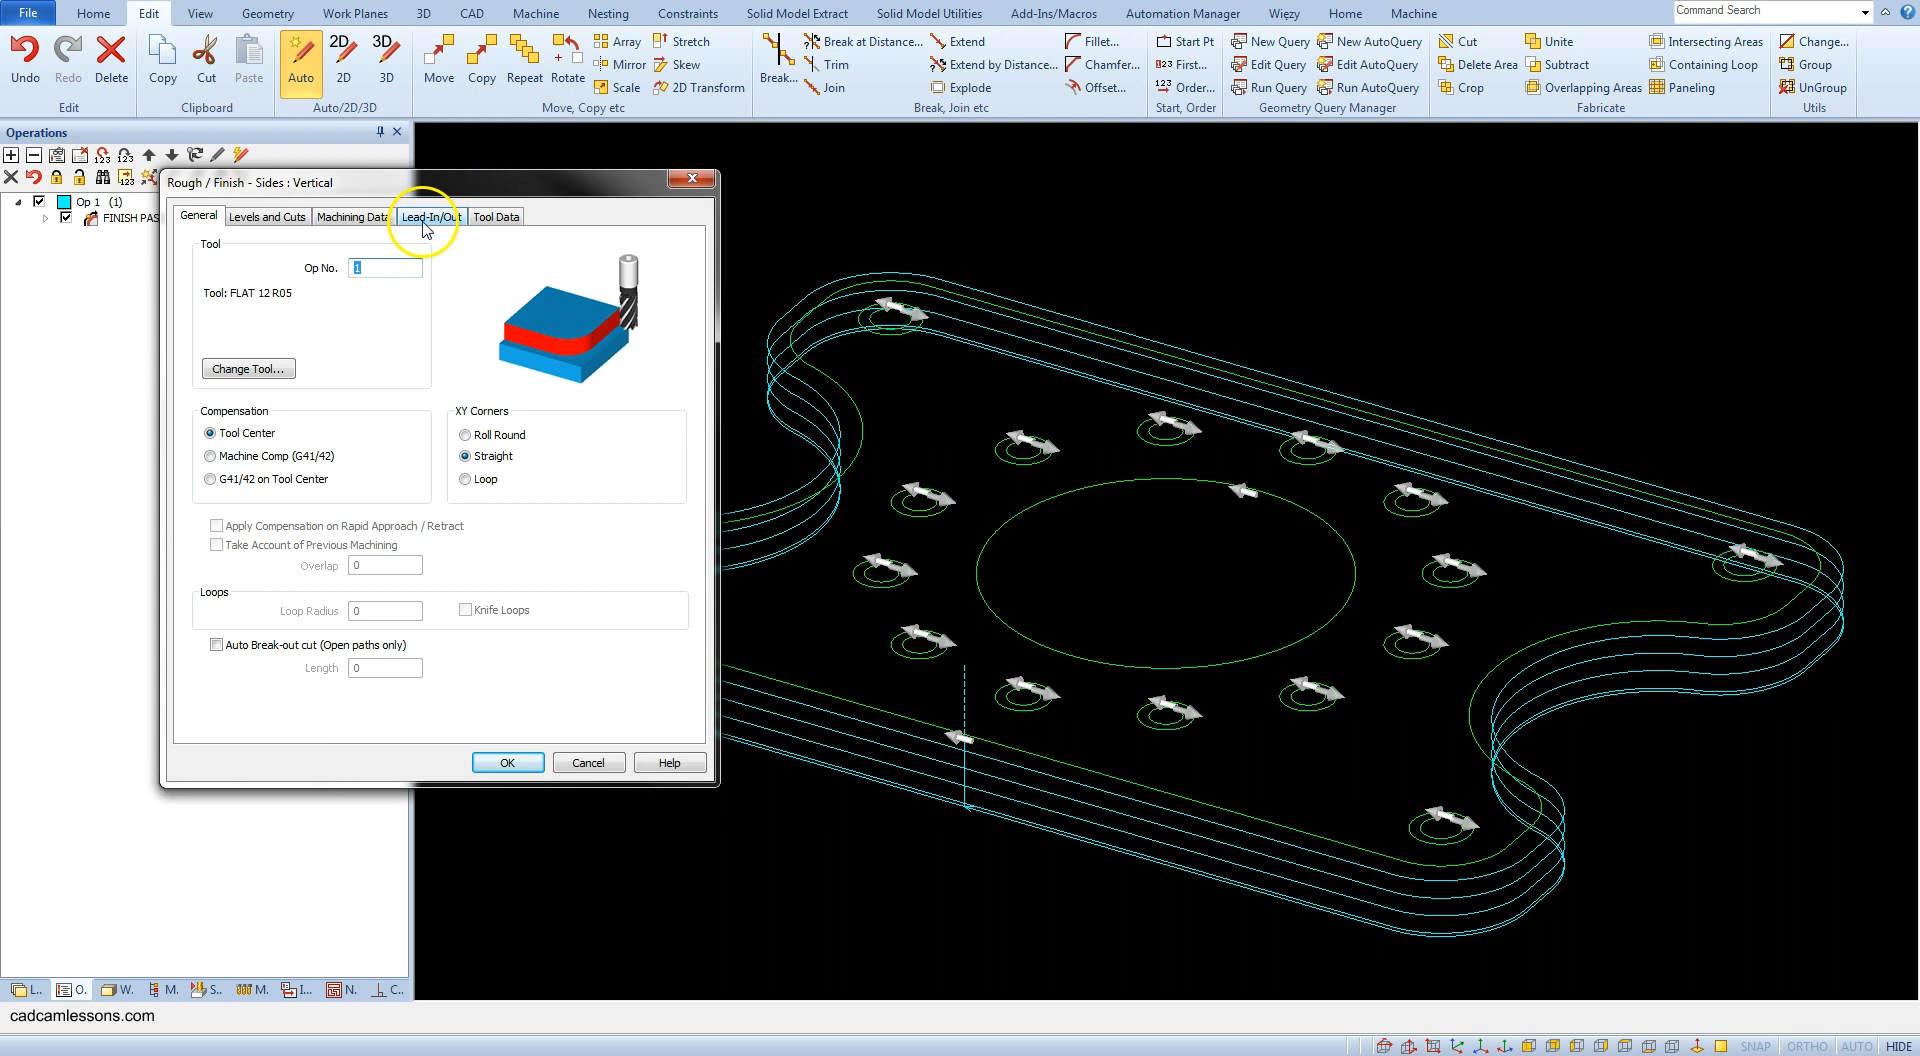 File Home Edit View Geometry Work Planes 3D CAD Machine Nesting Constraints Solid Model Extract Solid Model Utilities Add-Ins/Macros Automation Manager Więzy Home Machine Command Search
Undo Redo Delete Copy Cut Paste Auto 2D 3D Move Copy Repeat Rotate
2D 3D
Array Stretch Break... Break at Distance... Extend Fillet... Start Pt New Query New AutoQuery Cut Unite Intersecting Areas Change...
Mirror Skew Trim Extend by Distance... Chamfer... 123 First... Edit Query Edit AutoQuery Delete Area Subtract Containing Loop Group
Scale 2D Transform Join Explode Offset... 123 Order... Run Query Run AutoQuery Crop Overlapping Areas Paneling UnGroup
Edit Clipboard Auto/2D/3D Move, Copy etc Break, Join etc Start, Order Geometry Query Manager Fabricate Utils
Operations
123 123
123
Op 1 (1)
FINISH PAS
Rough / Finish - Sides : Vertical
General Levels and Cuts Machining Data Lead-In/Out Tool Data
Tool
Op No. 1
Tool: FLAT 12 R05
Change Tool...
Compensation
Tool Center
Machine Comp (G41/42)
G41/42 on Tool Center
XY Corners
Roll Round
Straight
Loop
Apply Compensation on Rapid Approach / Retract
Take Account of Previous Machining
Overlap 0
Loops
Loop Radius 0 Knife Loops
Auto Break-out cut (Open paths only)
Length 0
OK Cancel Help
L.. O. W. M. S.. M. I... N. C..
cadcamlessons.com
SNAP ORTHO AUTO HIDE